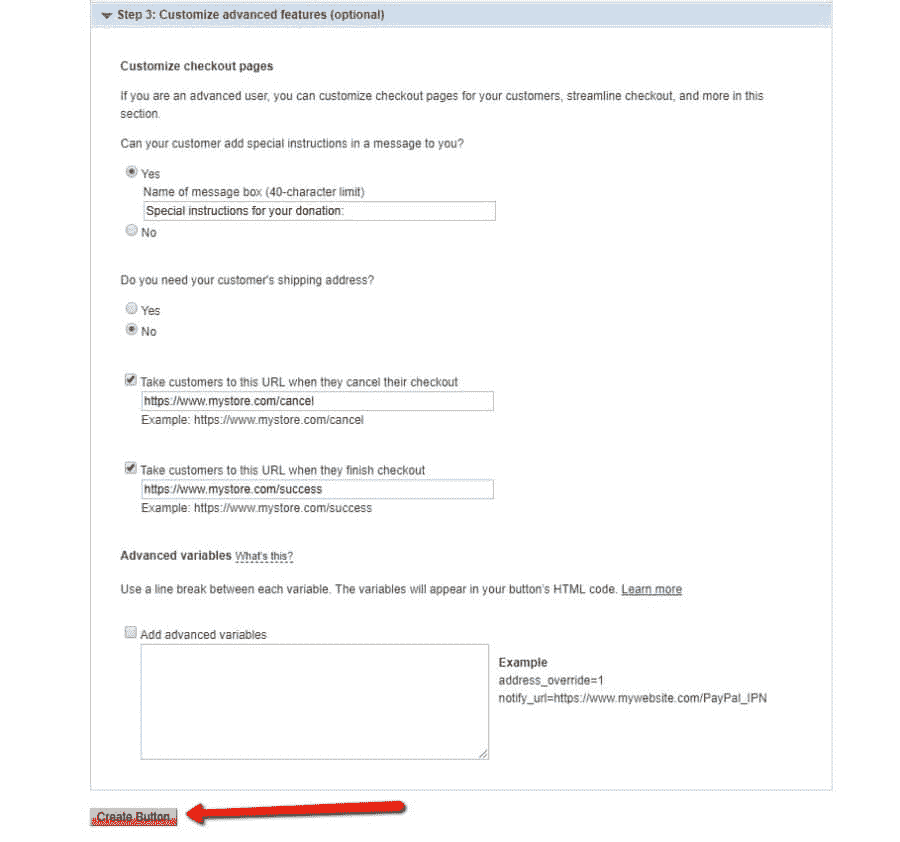 Step 3: Customize advanced features (optional)
Customize checkout pages
If you are an advanced user, you can customize checkout pages for your customers, streamline checkout, and more in this
section.
Can your customer add special instructions in a message to you?
Yes
Name of message box (40-character limit)
Special instructions for your donation:
No
Do you need your customer's shipping address?
Yes
No
Take customers to this URL when they cancel their checkout
https://www.mystore.com/cancel
Example: https://www.mystore.com/cancel
Take customers to this URL when they finish checkout
https://www.mystore.com/success
Example: https://www.mystore.com/success
Advanced variables What's this?
Use a line break between each variable. The variables will appear in your button's HTML code. Learn more
Add advanced variables
Example
address_override=1
notify_url=https://www.mywebsite.com/PayPal_IPN
Create Button